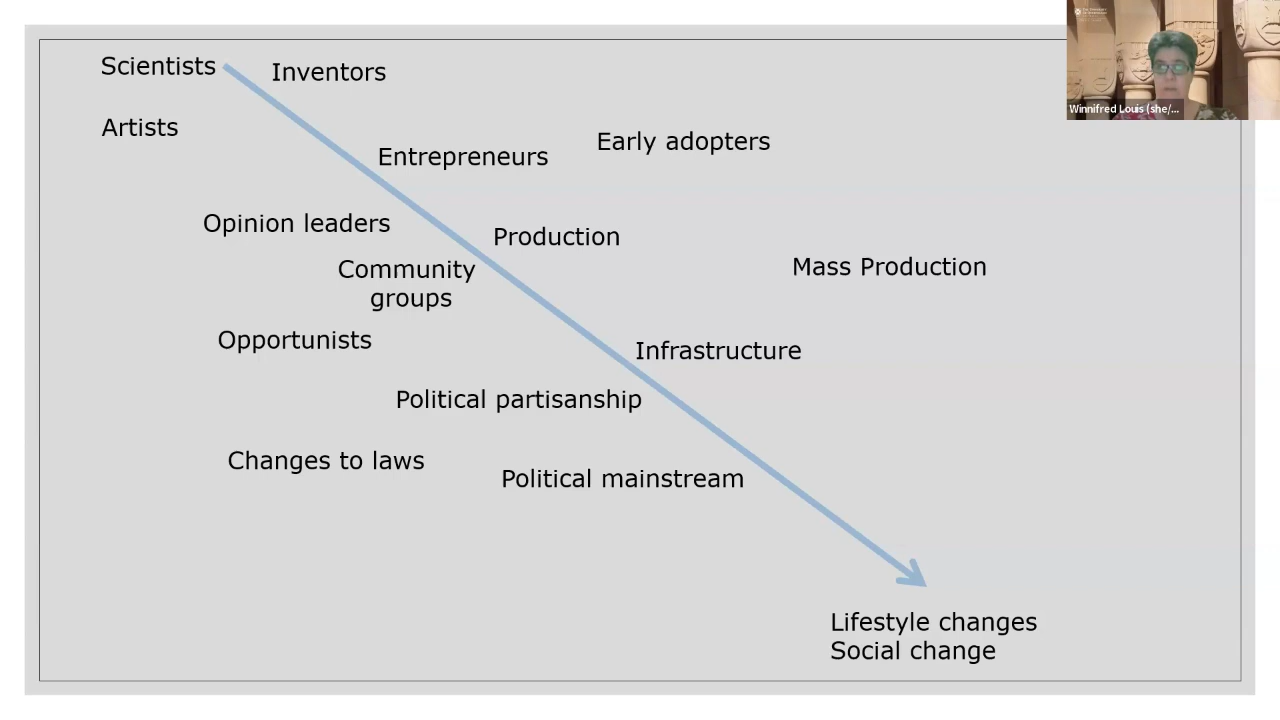 Scientists
Inventors
Artists
Early adopters
Entrepreneurs
Opinion leaders
Production
Community
groups
Mass Production
Opportunists
Infrastructure
Political partisanship
Changes to laws
Political mainstream
Lifestyle changes
Social change
Winnifred Louis (she/...